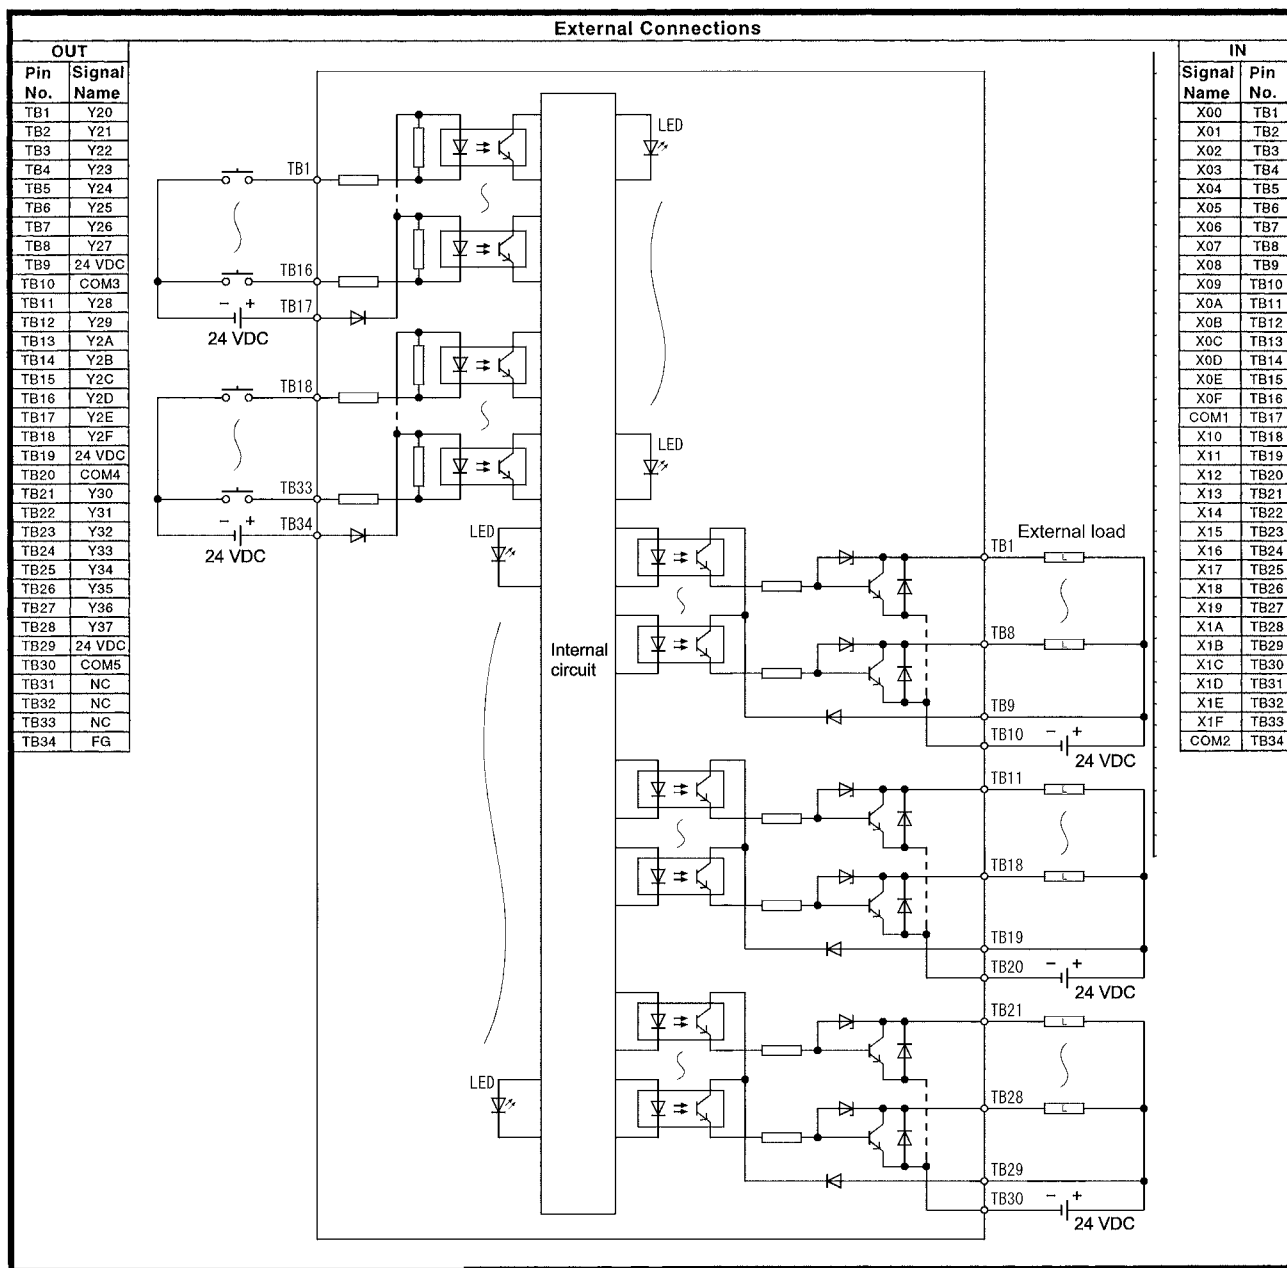 External Connections
OUT
Pin No. Signal Name
TB1 Y20
TB2 Y21
TB3 Y22
TB4 Y23
TB5 Y24
TB6 Y25
TB7 Y26
TB8 Y27
TB9 24 VDC
TB10 COM3
TB11 Y28
TB12 Y29
TB13 Y2A
TB14 Y2B
TB15 Y2C
TB16 Y2D
TB17 Y2E
TB18 Y2F
TB19 24 VDC
TB20 COM4
TB21 Y30
TB22 Y31
TB23 Y32
TB24 Y33
TB25 Y34
TB26 Y35
TB27 Y36
TB28 Y37
TB29 24 VDC
TB30 COM5
TB31 NC
TB32 NC
TB33 NC
TB34 FG
LED
TB1
TB16
- +
TB17
24 VDC
TB18
LED
TB33
- +
TB34
24 VDC
LED
Internal
circuit
LED
External load
TB1
L
TB8
L
TB9
TB10
- +
24 VDC
TB11
L
TB18
L
TB19
TB20
- +
24 VDC
TB21
L
TB28
L
TB29
TB30
- +
24 VDC
IN
Signal Name Pin No.
X00 TB1
X01 TB2
X02 TB3
X03 TB4
X04 TB5
X05 TB6
X06 TB7
X07 TB8
X08 TB9
X09 TB10
X0A TB11
X0B TB12
X0C TB13
X0D TB14
X0E TB15
X0F TB16
COM1 TB17
X10 TB18
X11 TB19
X12 TB20
X13 TB21
X14 TB22
X15 TB23
X16 TB24
X17 TB25
X18 TB26
X19 TB27
X1A TB28
X1B TB29
X1C TB30
X1D TB31
X1E TB32
X1F TB33
COM2 TB34